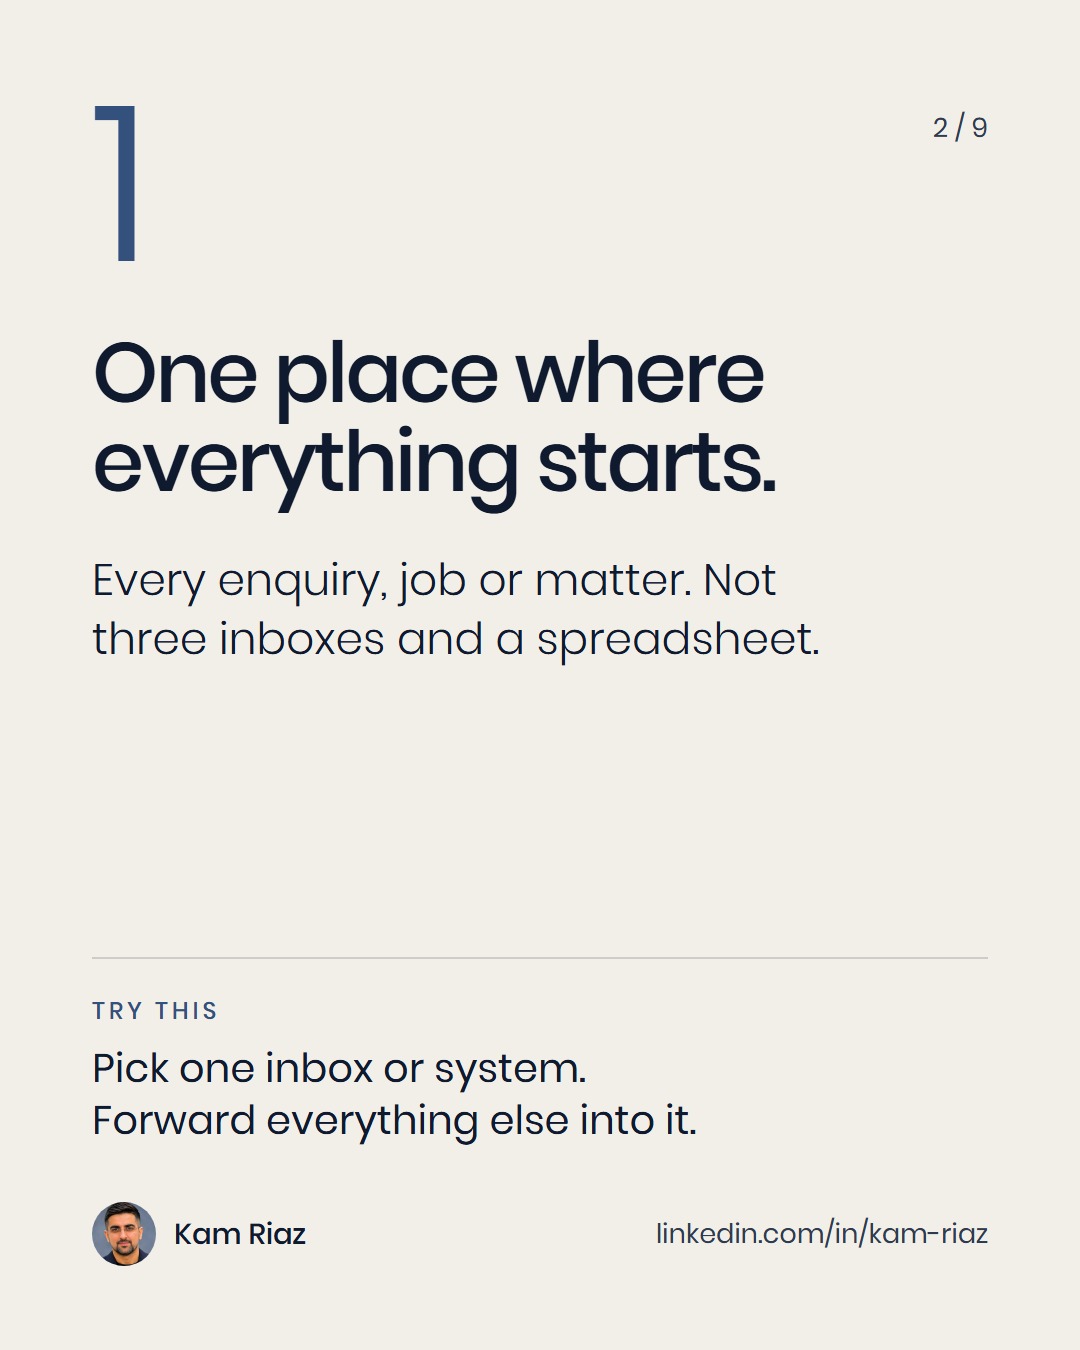 1
2 / 9
One place where
everything starts.
Every enquiry, job or matter. Not
three inboxes and a spreadsheet.
TRY THIS
Pick one inbox or system.
Forward everything else into it.
Kam Riaz
linkedin.com/in/kam-riaz